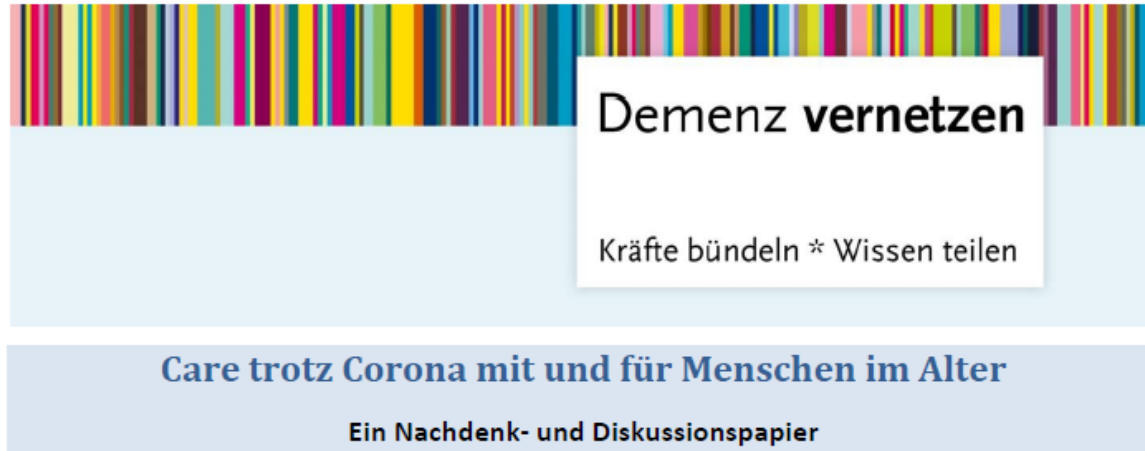 Demenz vernetzen
Kräfte bündeln * Wissen teilen
Care trotz Corona mit und für Menschen im Alter
Ein Nachdenk- und Diskussionspapier